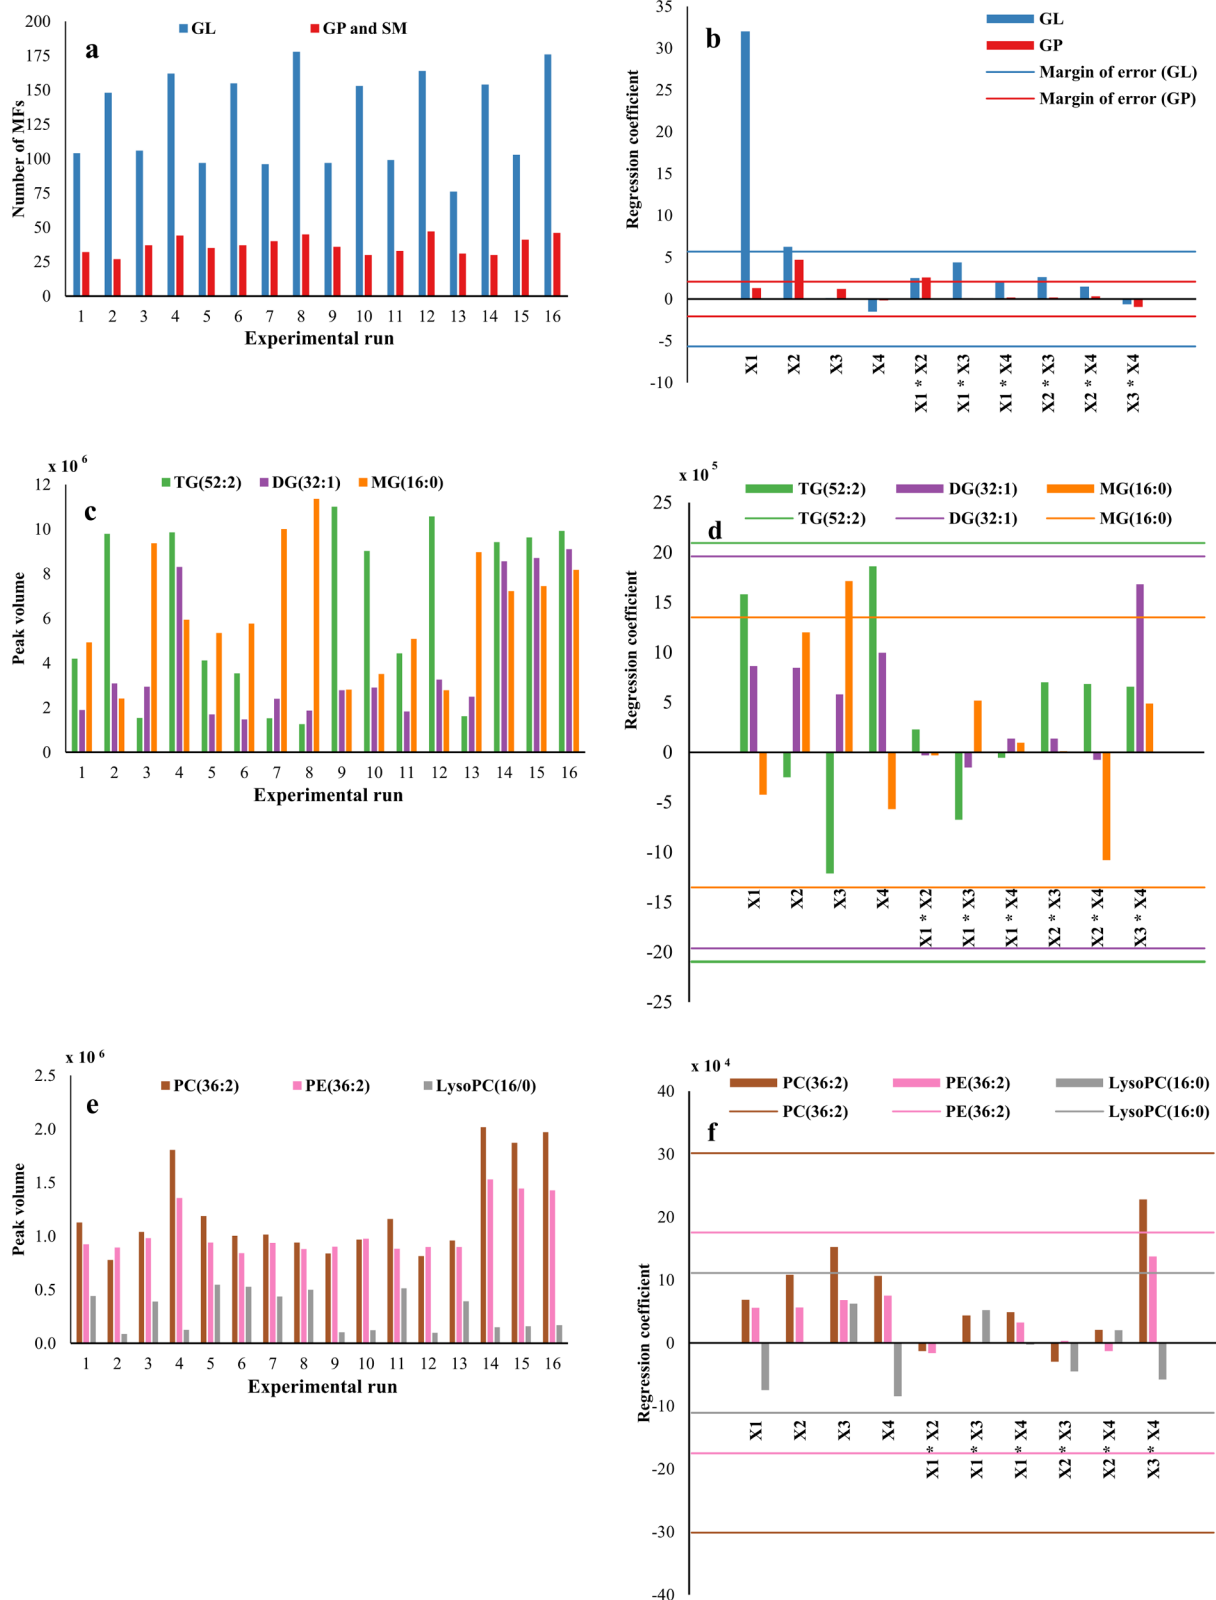 a
GL
GP and SM
200
175
150
125
100
75
50
25
0
Number of MFs
1 2 3 4 5 6 7 8 9 10 11 12 13 14 15 16
Experimental run
b
GL
GP
Margin of error (GL)
Margin of error (GP)
35
30
25
20
15
10
5
0
-5
-10
Regression coefficient
X1 X2 X3 X4 X1 * X2 X1 * X3 X1 * X4 X2 * X3 X2 * X4 X3 * X4
x 10 6
c
TG(52:2) DG(32:1) MG(16:0)
12
10
8
6
4
2
0
Peak volume
1 2 3 4 5 6 7 8 9 10 11 12 13 14 15 16
Experimental run
x 10 5
d
TG(52:2) DG(32:1) MG(16:0)
TG(52:2) DG(32:1) MG(16:0)
25
20
15
10
5
0
-5
-10
-15
-20
-25
Regression coefficient
X1 X2 X3 X4 X1 * X2 X1 * X3 X1 * X4 X2 * X3 X2 * X4 X3 * X4
x 10 6
e
PC(36:2) PE(36:2) LysoPC(16/0)
2.5
2.0
1.5
1.0
0.5
0.0
Peak volume
1 2 3 4 5 6 7 8 9 10 11 12 13 14 15 16
Experimental run
x 10 4
f
PC(36:2) PE(36:2) LysoPC(16:0)
PC(36:2) PE(36:2) LysoPC(16:0)
40
30
20
10
0
-10
-20
-30
-40
Regression coefficient
X1 X2 X3 X4 X1 * X2 X1 * X3 X1 * X4 X2 * X3 X2 * X4 X3 * X4